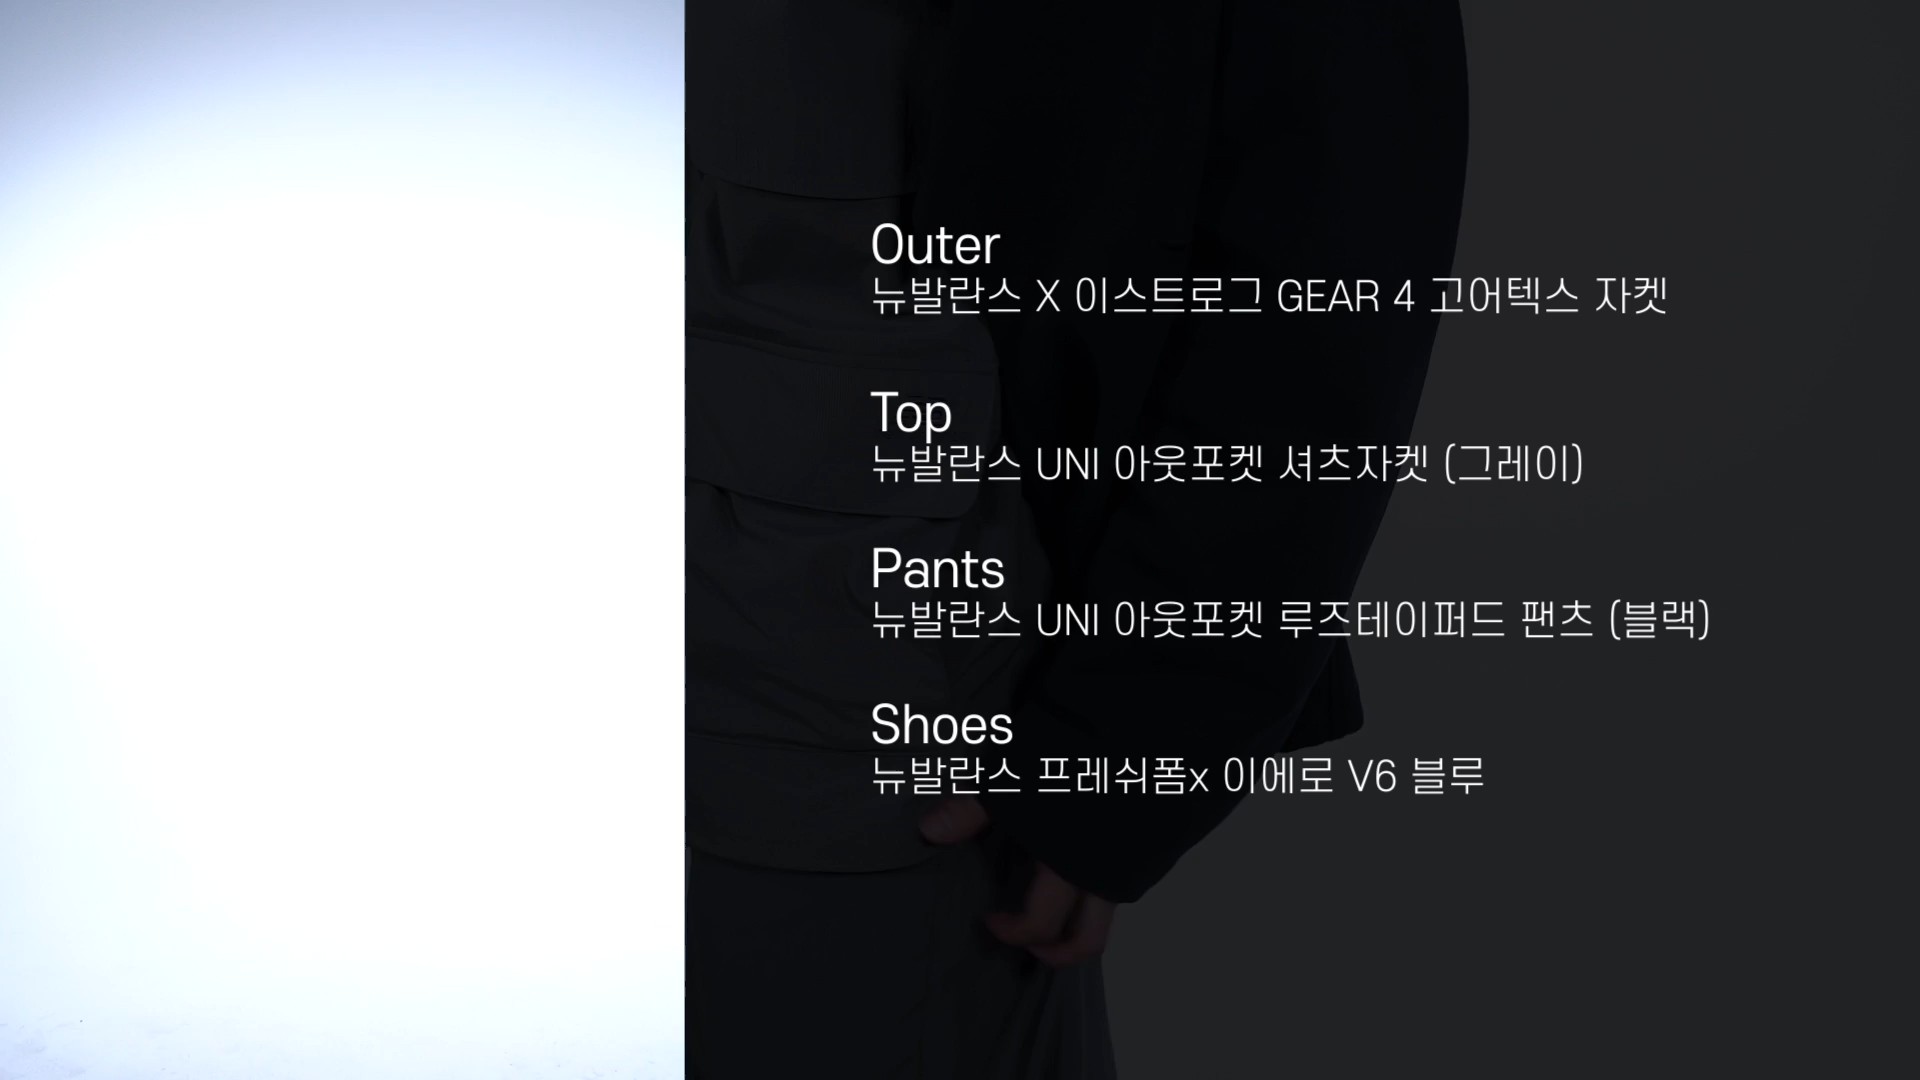 Outer
뉴발란스 X 이스트로그 GEAR 4 고어텍스 자켓
Top
뉴발란스 UNI 아웃포켓 셔츠자켓 (그레이)
Pants
뉴발란스 UNI 아웃포켓 루즈테이퍼드 팬츠 (블랙)
Shoes
뉴발란스 프레쉬폼x 이에로 V6 블루